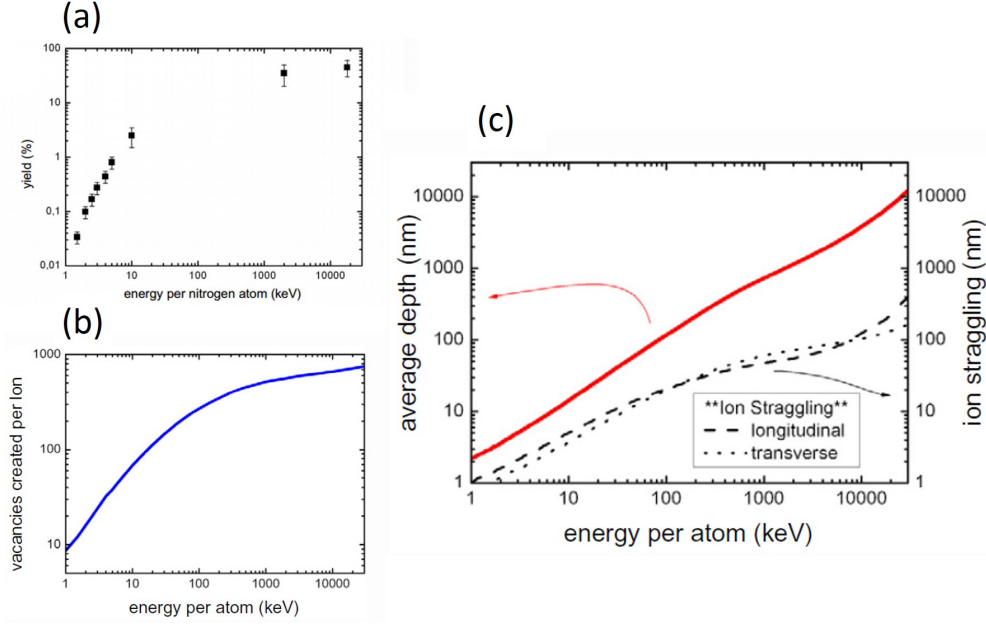 (a)
100
10
1
0,1
0,01
yield (%)
1 10 100 1000 10000
energy per nitrogen atom (keV)
(b)
1000
100
10
vacancies created per Ion
1 10 100 1000 10000
energy per atom (keV)
(c)
10000
1000
100
10
1
average depth (nm)
10000
1000
100
10
1
ion straggling (nm)
**Ion Straggling**
longitudinal
transverse
1 10 100 1000 10000
energy per atom (keV)